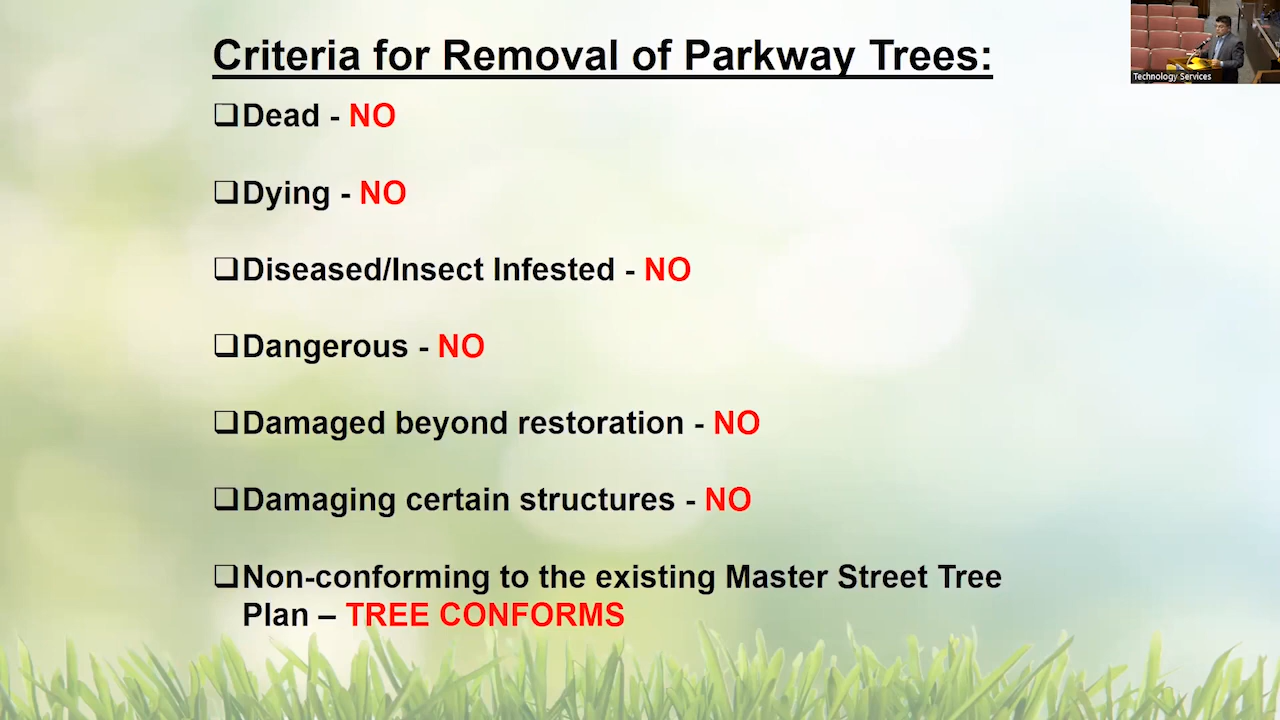 Criteria for Removal of Parkway Trees:
Technology Services
❑Dead - NO
❑Dying - NO
❑Diseased/Insect Infested - NO
❑Dangerous - NO
❑Damaged beyond restoration - NO
❑Damaging certain structures - NO
❑Non-conforming to the existing Master Street Tree
Plan – TREE CONFORMS